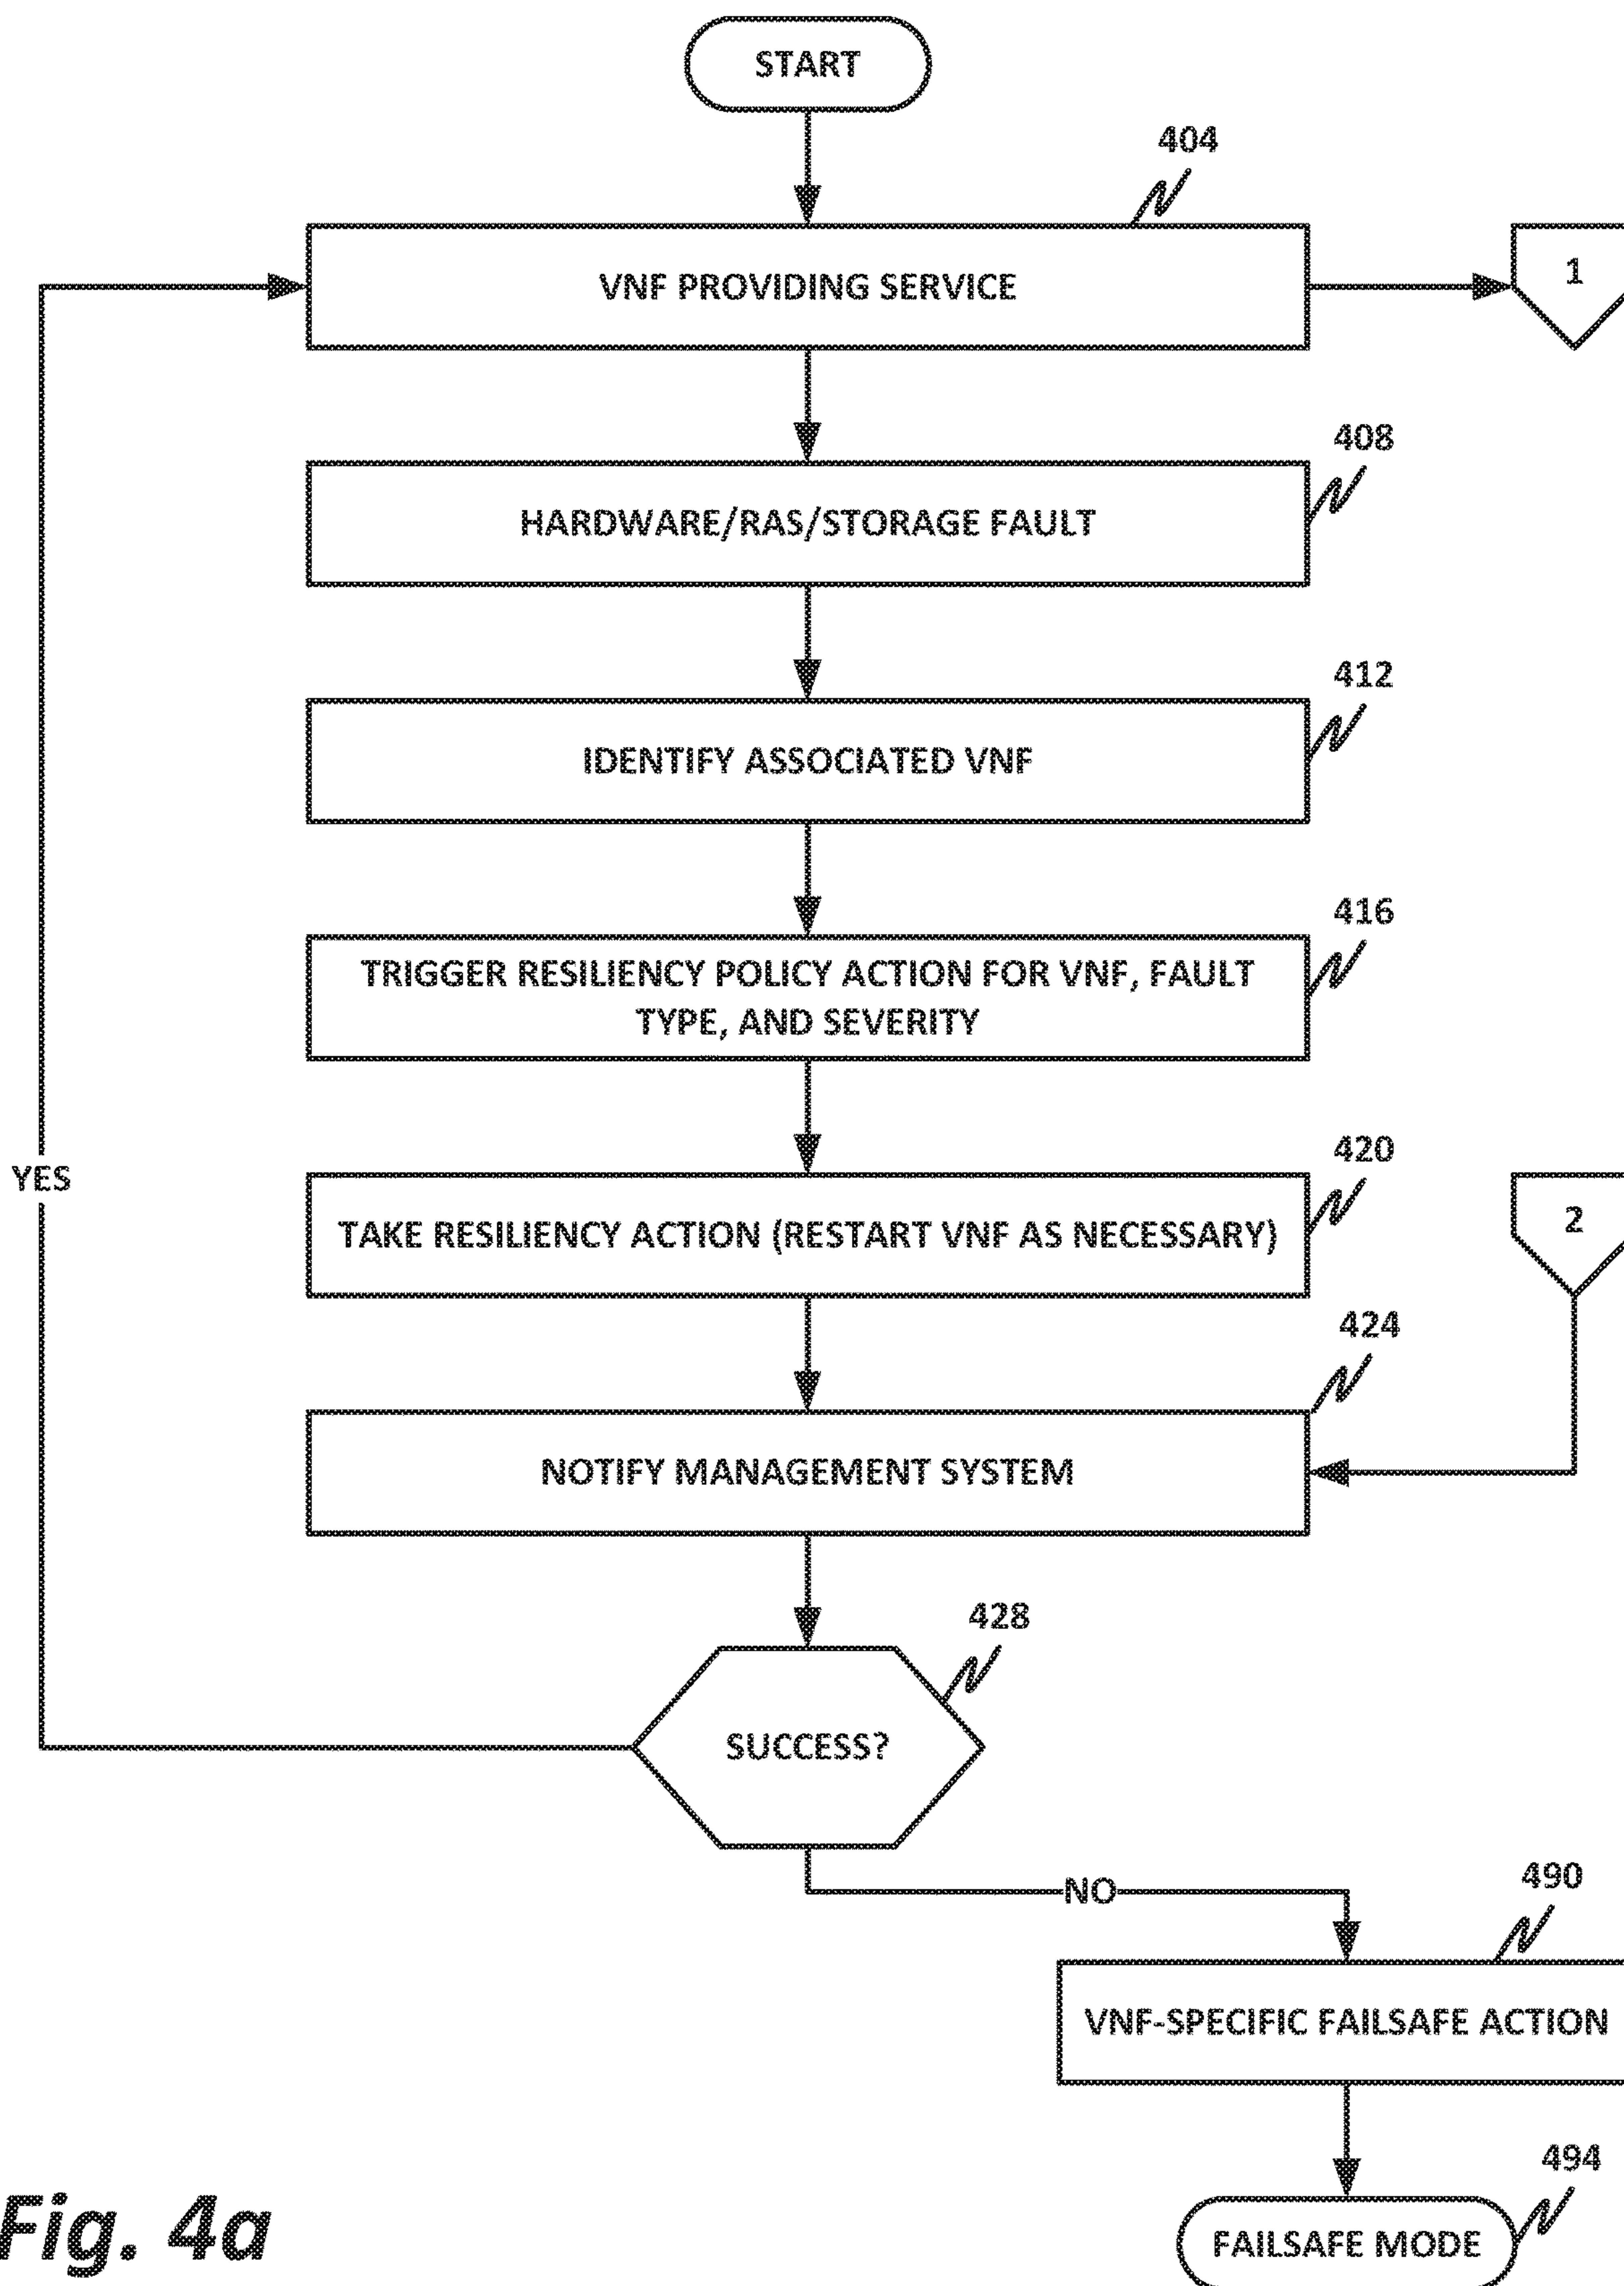 START
404
VNF PROVIDING SERVICE
1
408
HARDWARE/RAS/STORAGE FAULT
412
IDENTIFY ASSOCIATED VNF
416
TRIGGER RESILIENCY POLICY ACTION FOR VNF, FAULT
TYPE, AND SEVERITY
420
YES
TAKE RESILIENCY ACTION (RESTART VNF AS NECESSARY)
2
424
NOTIFY MANAGEMENT SYSTEM
428
SUCCESS?
NO
490
VNF-SPECIFIC FAILSAFE ACTION
494
FAILSAFE MODE
Fig. 4a